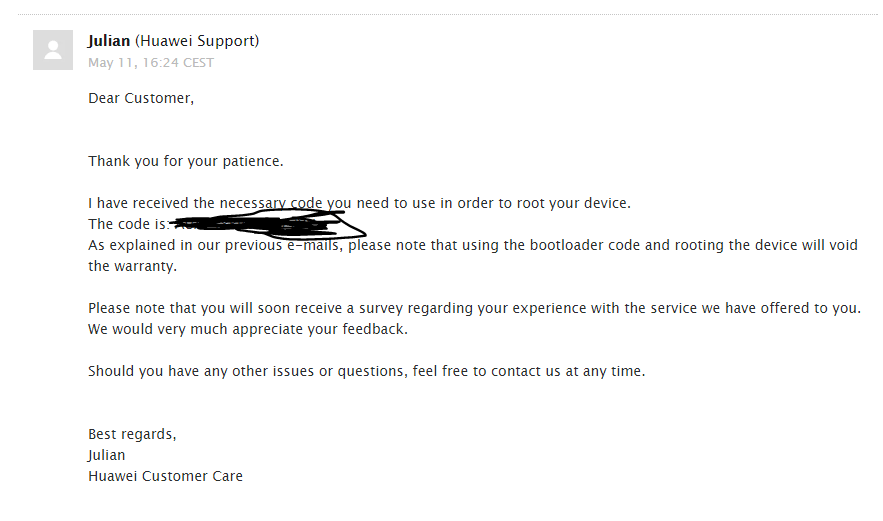 Julian (Huawei Support)
May 11, 16:24 CEST
Dear Customer,
Thank you for your patience.
I have received the necessary code you need to use in order to root your device.
The code is:
As explained in our previous e-mails, please note that using the bootloader code and rooting the device will void
the warranty.
Please note that you will soon receive a survey regarding your experience with the service we have offered to you.
We would very much appreciate your feedback.
Should you have any other issues or questions, feel free to contact us at any time.
Best regards,
Julian
Huawei Customer Care